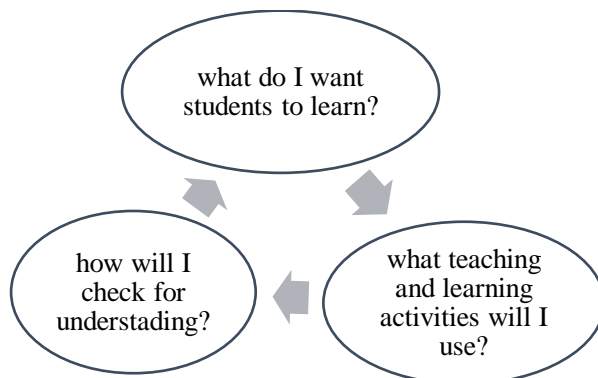 what do I want
students to learn?
what teaching
and learning
activities will I
use?
how will I
check for
understading?